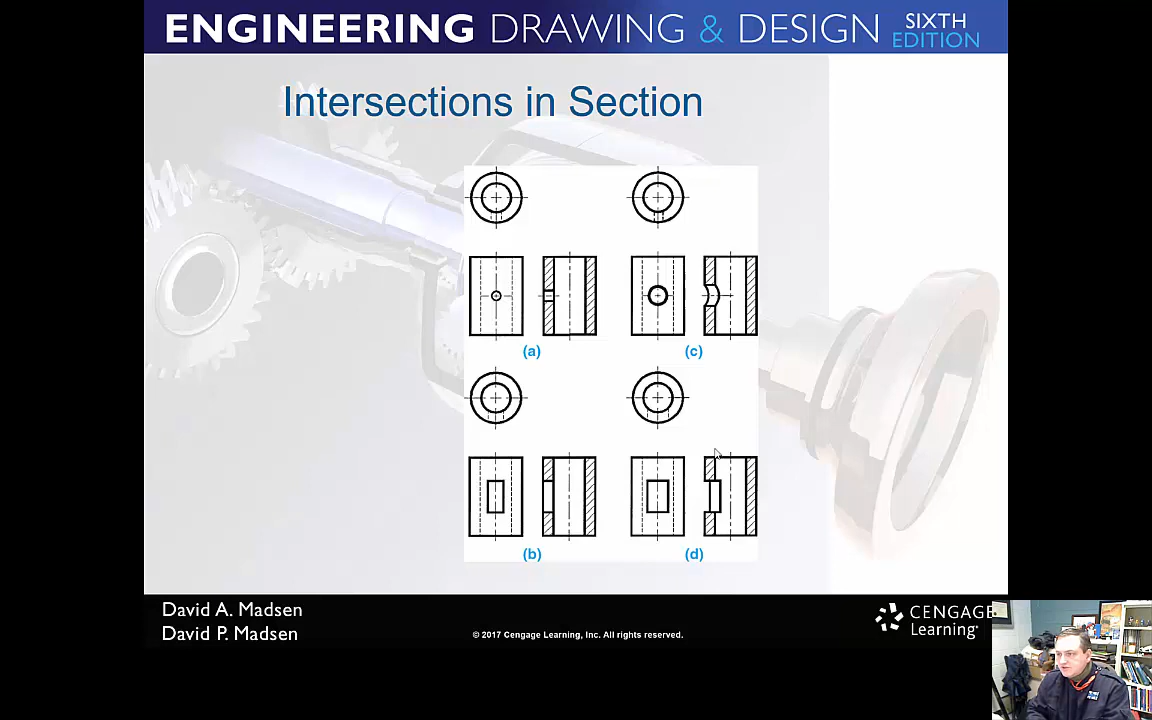 ENGINEERING DRAWING & DESIGN SIXTH EDITION
Intersections in Section
(a)
(c)
(b)
(d)
David A. Madsen
David P. Madsen
© 2017 Cengage Learning, Inc. All rights reserved.
CENGAGE
Learning™